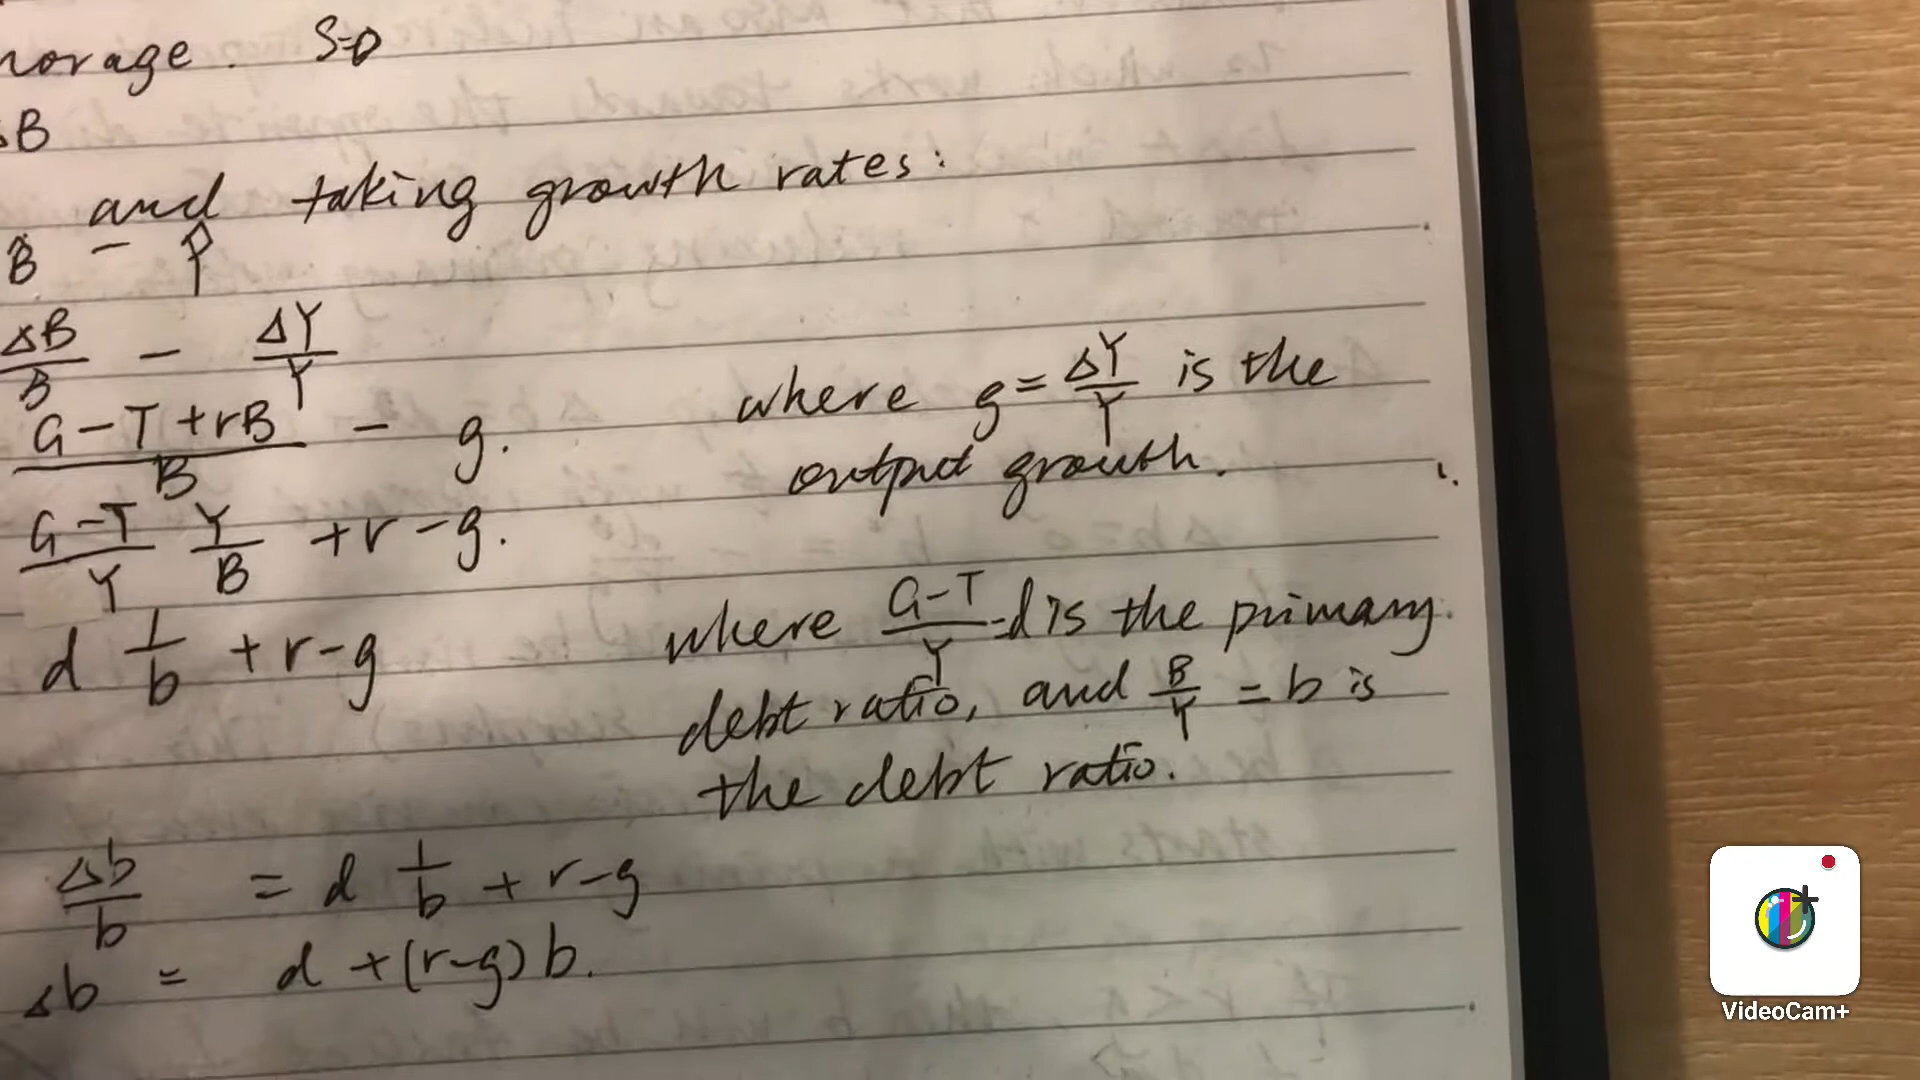 norage. S=0
ΔB
and taking growth rates:
B̂ - Ŷ
ΔB/B - ΔY/Y
where g = ΔY/Y is the
G-T+rB/B - g.
output growth.
G-T/Y Y/B + r-g.
where G-T/Y = d is the primary
d 1/b + r-g
debt ratio, and B/Y = b is
the debt ratio.
Δb/b = d 1/b + r-g
Δb = d + (r-g) b.
VideoCam+